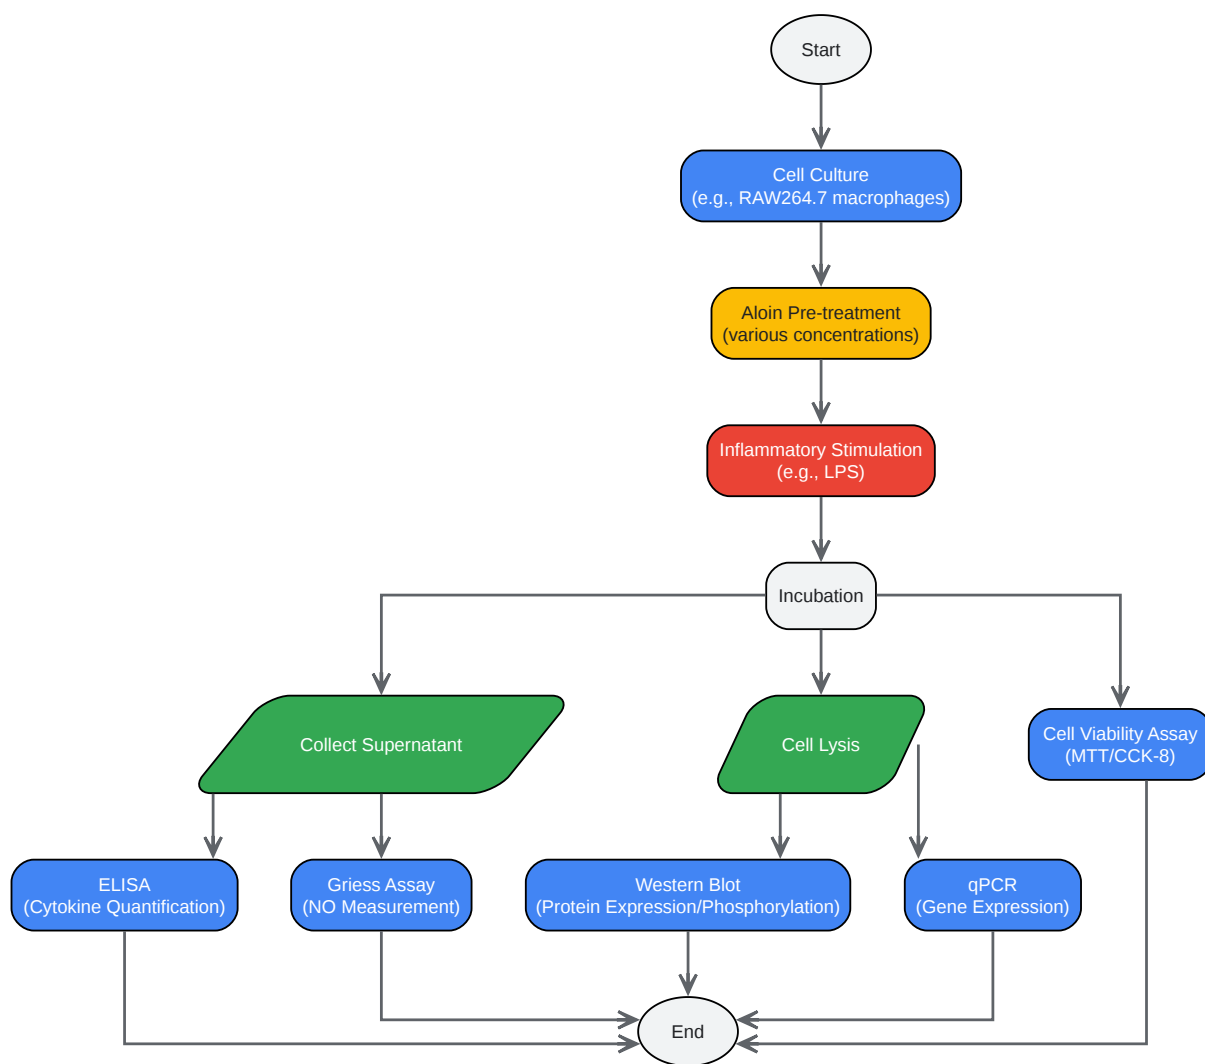 Start
Cell Culture
(e.g., RAW264.7 macrophages)
Aloin Pre-treatment
(various concentrations)
Inflammatory Stimulation
(e.g., LPS)
Incubation
Collect Supernatant
Cell Lysis
Cell Viability Assay
(MTT/CCK-8)
ELISA
(Cytokine Quantification)
Griess Assay
(NO Measurement)
Western Blot
(Protein Expression/Phosphorylation)
qPCR
(Gene Expression)
End